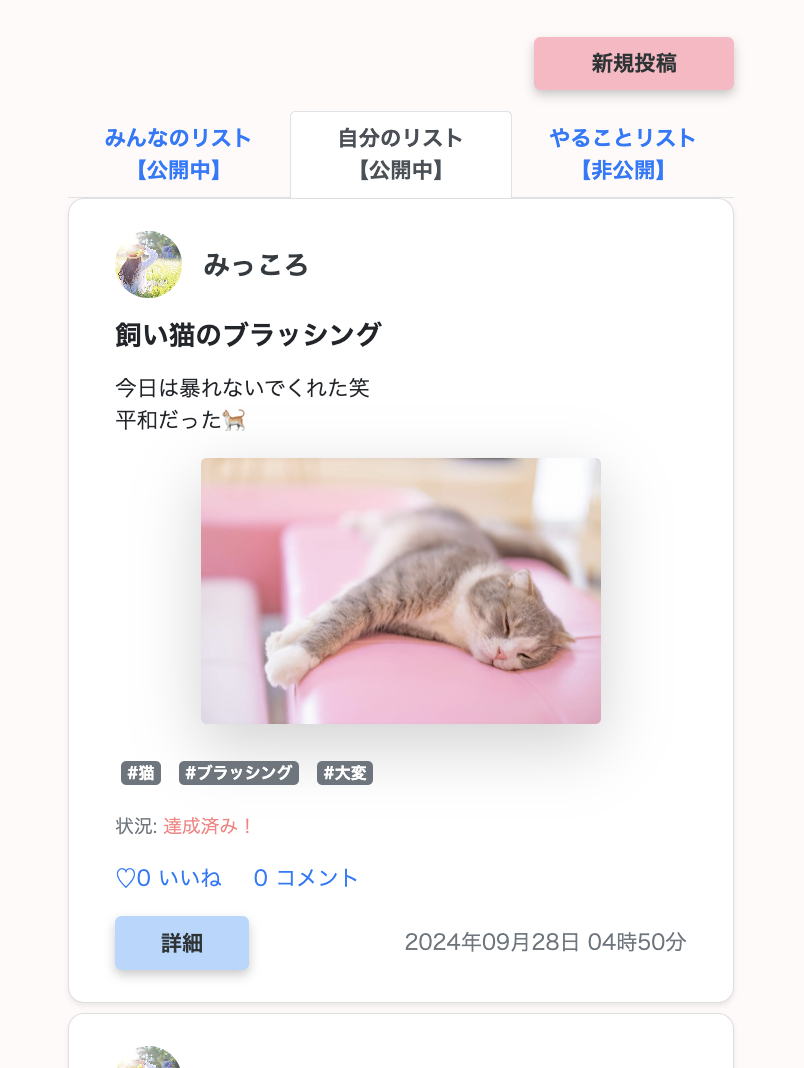 新規投稿
みんなのリスト
【公開中】
自分のリスト
【公開中】
やることリスト
【非公開】
みっころ
飼い猫のブラッシング
今日は暴れないでくれた笑
平和だった🐈
#猫 #ブラッシング #大変
状況: 達成済み！
♡0 いいね 0 コメント
詳細 2024年09月28日 04時50分